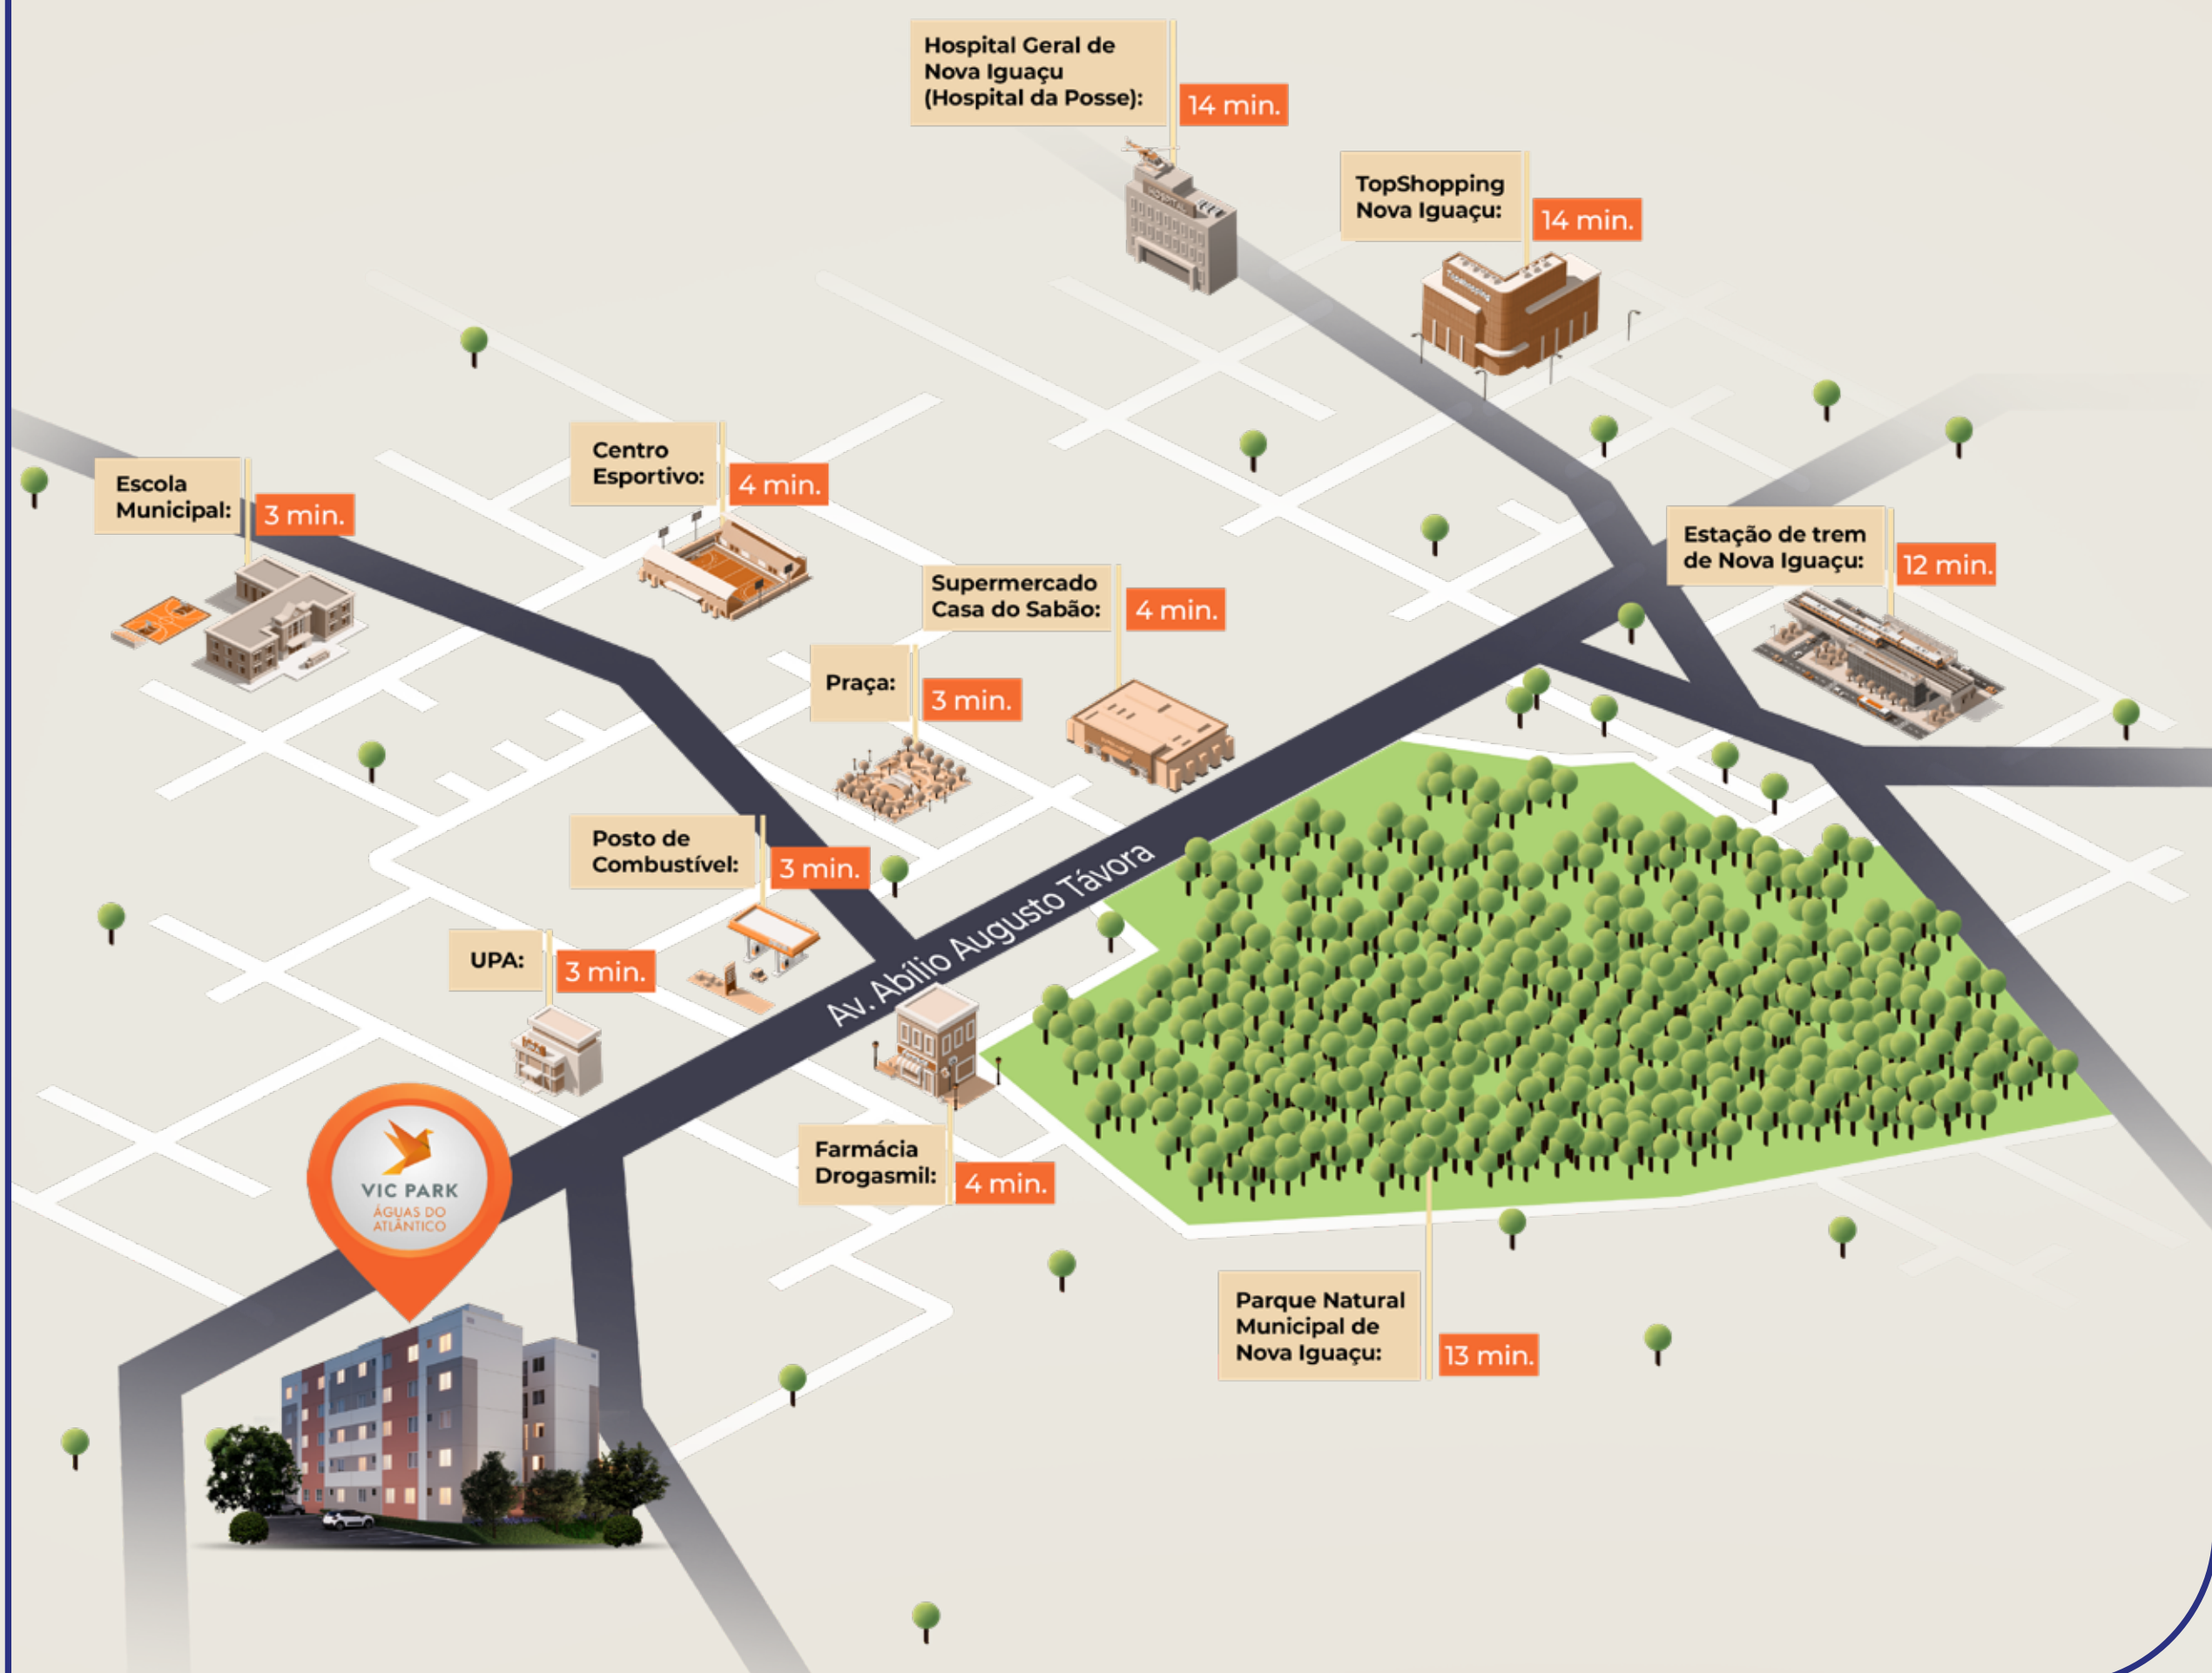 Hospital Geral de
Nova Iguaçu
(Hospital da Posse):
14 min.
TopShopping
Nova Iguaçu:
14 min.
HOSPITAL
Topshopping
Centro
Esportivo:
4 min.
Escola
Municipal:
3 min.
Estação de trem
de Nova Iguaçu:
12 min.
Supermercado
Casa do Sabão:
4 min.
Praça:
3 min.
Posto de
Combustível:
3 min.
Av. Abílio Augusto Távora
UPA:
3 min.
Farmácia
Drogasmil:
4 min.
VIC PARK
ÁGUAS DO
ATLÂNTICO
Parque Natural
Municipal de
Nova Iguaçu:
13 min.